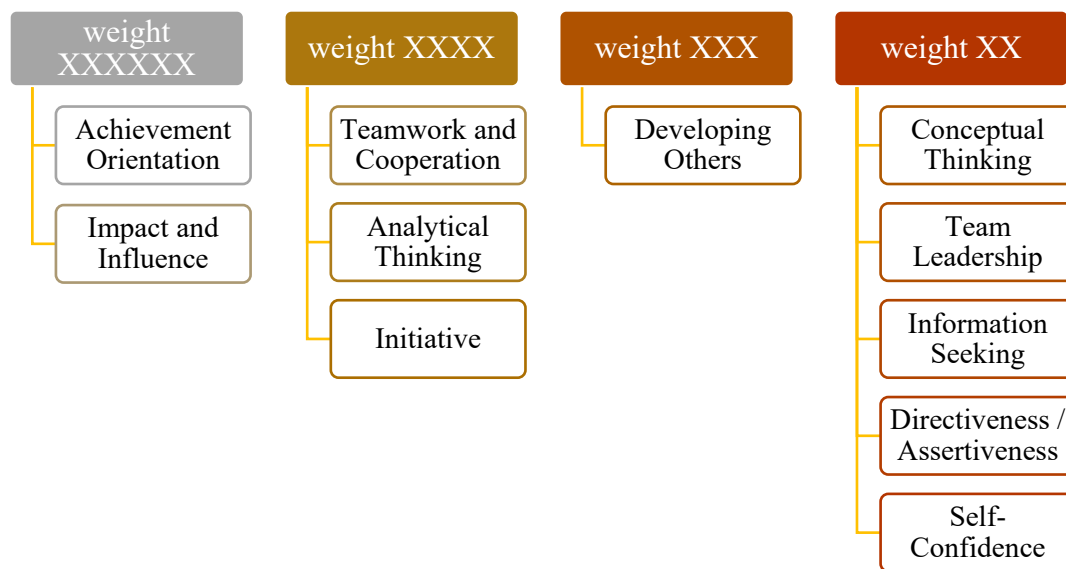 weight
XXXXXX
Achievement
Orientation
Impact and
Influence
weight XXXX
Teamwork and
Cooperation
Analytical
Thinking
Initiative
weight XXX
Developing
Others
weight XX
Conceptual
Thinking
Team
Leadership
Information
Seeking
Directiveness /
Assertiveness
Self-
Confidence